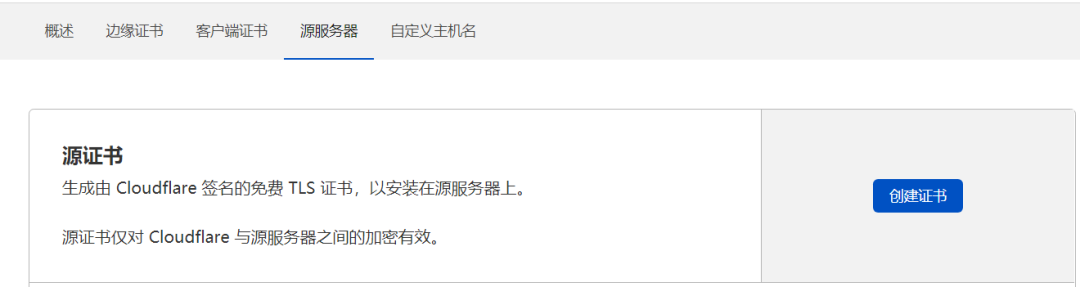 概述 边缘证书 客户端证书 源服务器 自定义主机名
源证书
生成由 Cloudflare 签名的免费 TLS 证书，以安装在源服务器上。
创建证书
源证书仅对 Cloudflare 与源服务器之间的加密有效。